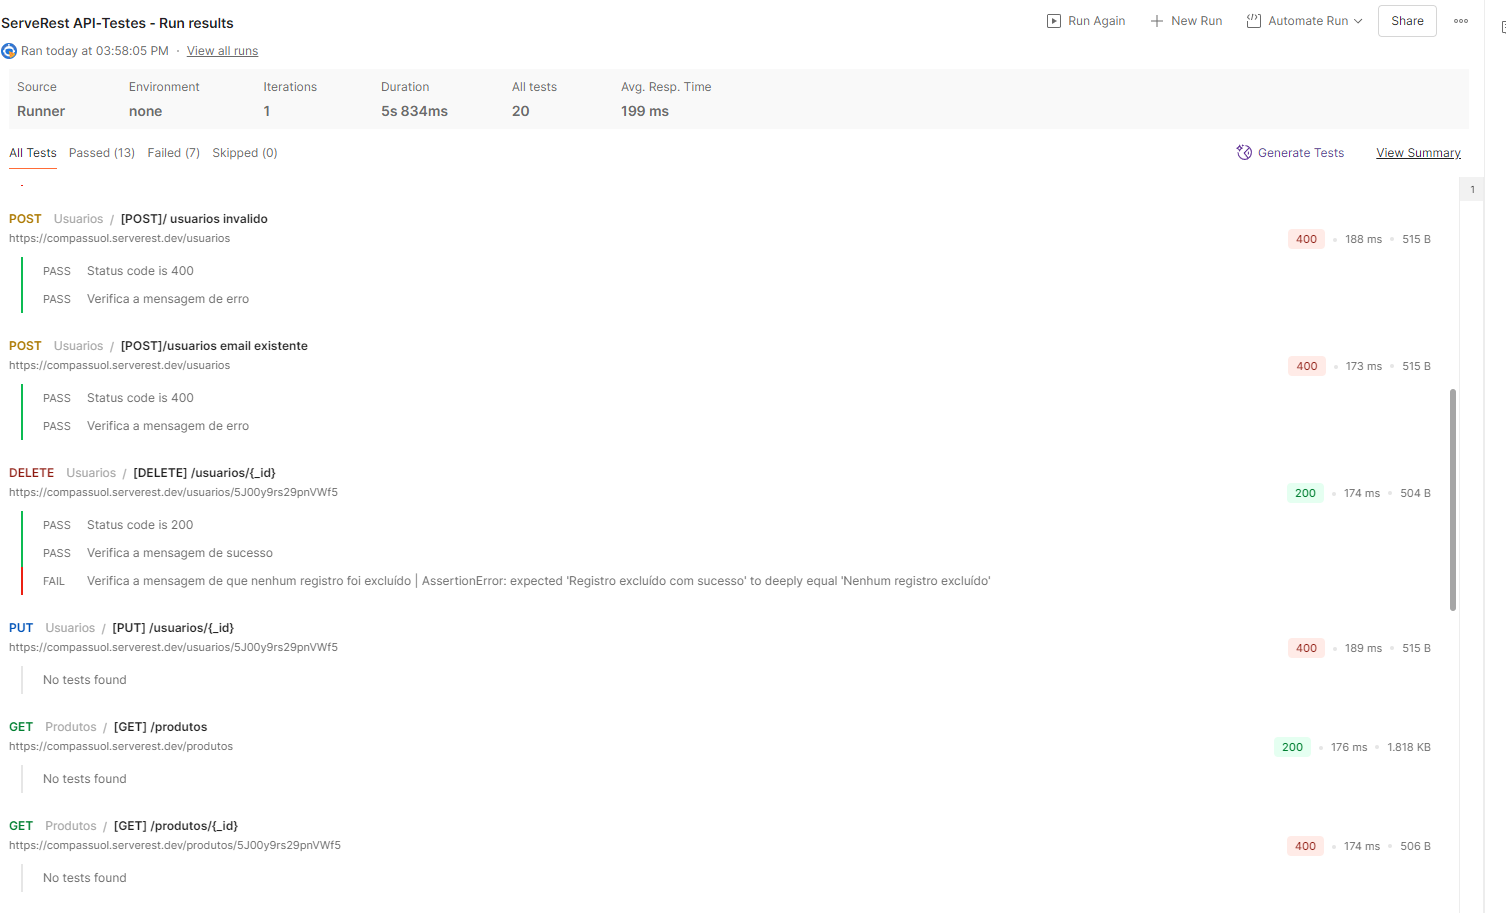 ServeRest API-Testes - Run results
Run Again
New Run
Automate Run
Share
Ran today at 03:58:05 PM · View all runs
Source Environment Iterations Duration All tests Avg. Resp. Time
Runner none 1 5s 834ms 20 199 ms
All Tests Passed (13) Failed (7) Skipped (0) Generate Tests View Summary
1
POST Usuarios / [POST]/ usuarios invalido
https://compassuol.serverest.dev/usuarios 400 • 188 ms • 515 B
PASS Status code is 400
PASS Verifica a mensagem de erro
POST Usuarios / [POST]/usuarios email existente
https://compassuol.serverest.dev/usuarios 400 • 173 ms • 515 B
PASS Status code is 400
PASS Verifica a mensagem de erro
DELETE Usuarios / [DELETE] /usuarios/{_id}
https://compassuol.serverest.dev/usuarios/5J00y9rs29pnVWf5 200 • 174 ms • 504 B
PASS Status code is 200
PASS Verifica a mensagem de sucesso
FAIL Verifica a mensagem de que nenhum registro foi excluído | AssertionError: expected 'Registro excluído com sucesso' to deeply equal 'Nenhum registro excluído'
PUT Usuarios / [PUT] /usuarios/{_id}
https://compassuol.serverest.dev/usuarios/5J00y9rs29pnVWf5 400 • 189 ms • 515 B
No tests found
GET Produtos / [GET] /produtos
https://compassuol.serverest.dev/produtos 200 • 176 ms • 1.818 KB
No tests found
GET Produtos / [GET] /produtos/{_id}
https://compassuol.serverest.dev/produtos/5J00y9rs29pnVWf5 400 • 174 ms • 506 B
No tests found